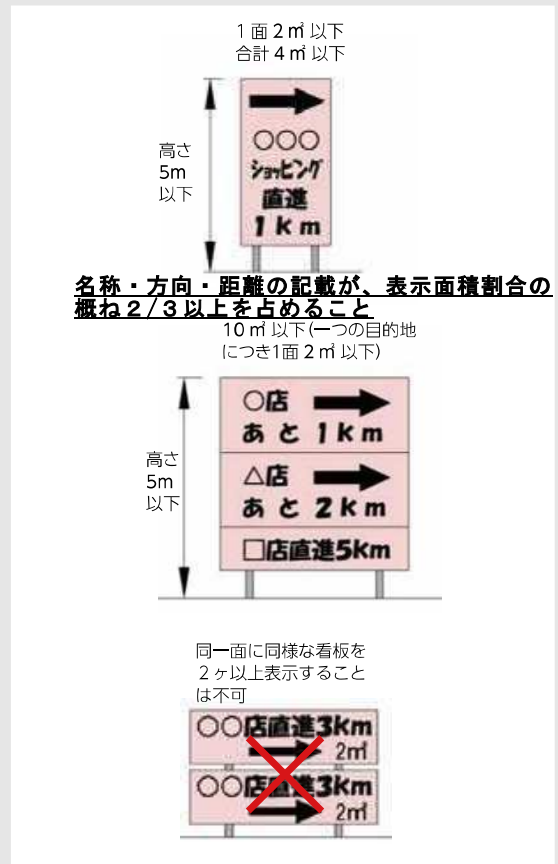 1面2㎡以下
合計4㎡以下
高さ
5m
以下
○○○
ショッピング
直進
1km
名称・方向・距離の記載が、表示面積割合の
概ね2/3以上を占めること
10㎡以下(一つの目的地
につき1面2㎡以下)
高さ
5m
以下
○店
あと1km
△店
あと2km
□店直進5km
同一面に同様な看板を
2ヶ以上表示すること
は不可
○○店直進3km
2㎡
○○店直進3km
2㎡